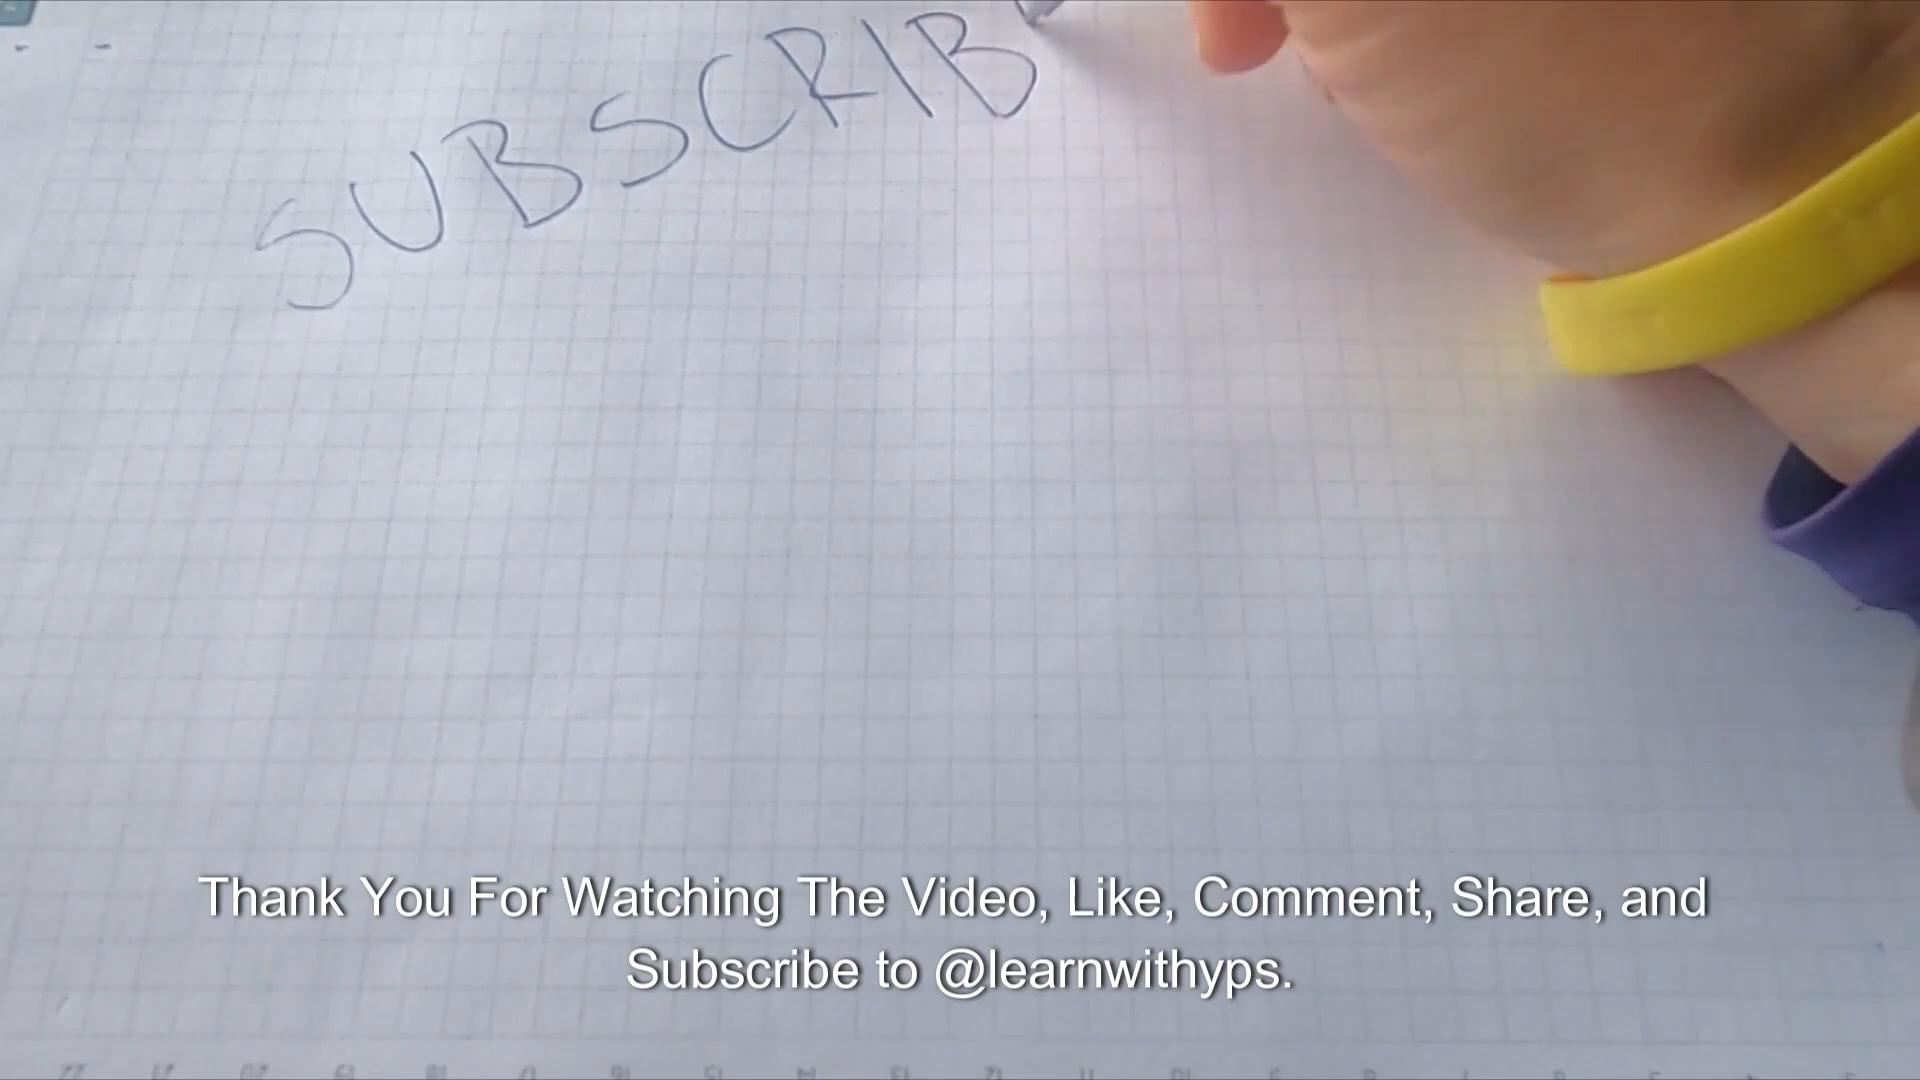 SUBSCRIB
Thank You For Watching The Video, Like, Comment, Share, and
Subscribe to @learnwithyps.